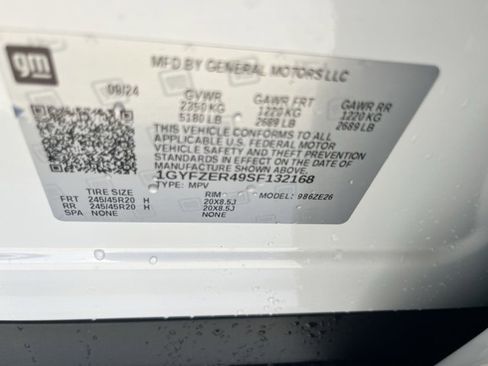 gm
MFD BY GENERAL MOTORS LLC
09/24 GVWR GAWR FRT GAWR RR
2350 KG 1220 KG 1220 KG
5180 LB 2689 LB 2689 LB
THIS VEHICLE CONFORMS TO ALL
APPLICABLE U.S. FEDERAL MOTOR
VEHICLE SAFETY AND THEFT PREVENTION
STANDARDS IN EFFECT ON THE DATE OF
MANUFACTURE SHOWN ABOVE.
1GYFZER49SF132168
TYPE: MPV MODEL: 986ZE26
TIRE SIZE RIM
FRT 245/45R20 H 20X8.5J
RR 245/45R20 H 20X8.5J
SPA NONE NONE